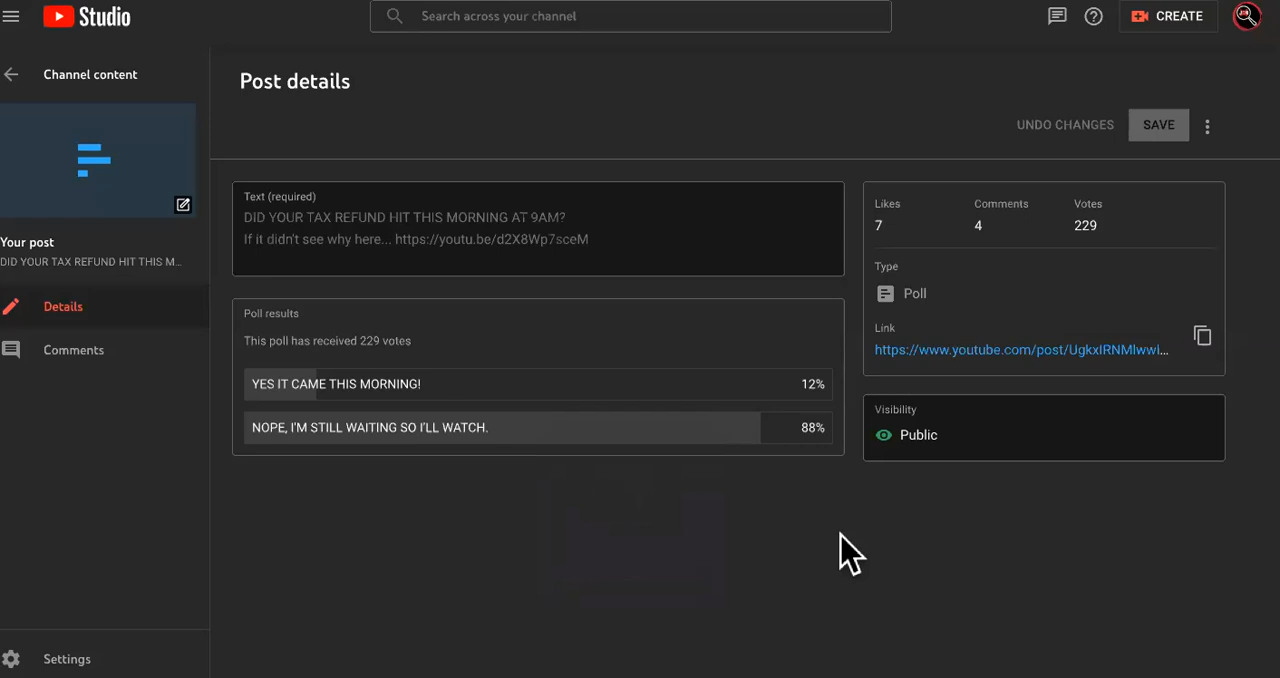 Studio
Search across your channel
CREATE
Channel content
Your post
DID YOUR TAX REFUND HIT THIS M...
Details
Comments
Settings
Post details
UNDO CHANGES
SAVE
Text (required)
DID YOUR TAX REFUND HIT THIS MORNING AT 9AM?
If it didn't see why here... https://youtu.be/d2X8Wp7sceM
Poll results
This poll has received 229 votes
YES IT CAME THIS MORNING! 12%
NOPE, I'M STILL WAITING SO I'LL WATCH. 88%
Likes Comments Votes
7 4 229
Type
Poll
Link
https://www.youtube.com/post/UgkxIRNMlwwi...
Visibility
Public